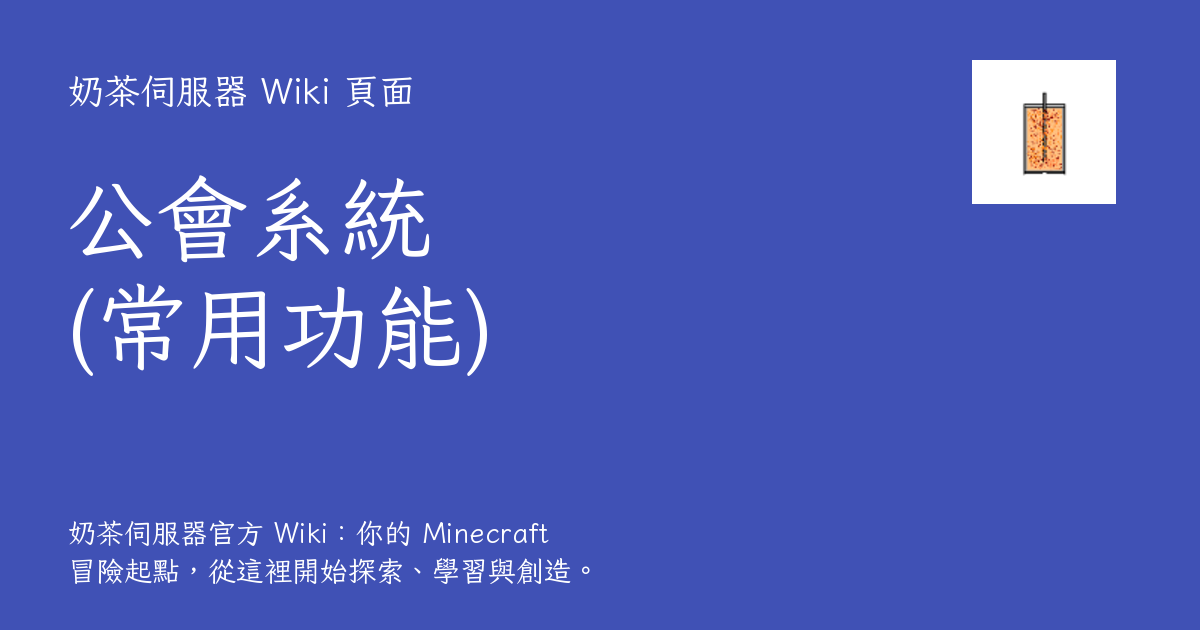 奶茶伺服器 Wiki 頁面
公會系統
(常用功能)
奶茶伺服器官方 Wiki：你的 Minecraft
冒險起點，從這裡開始探索、學習與創造。